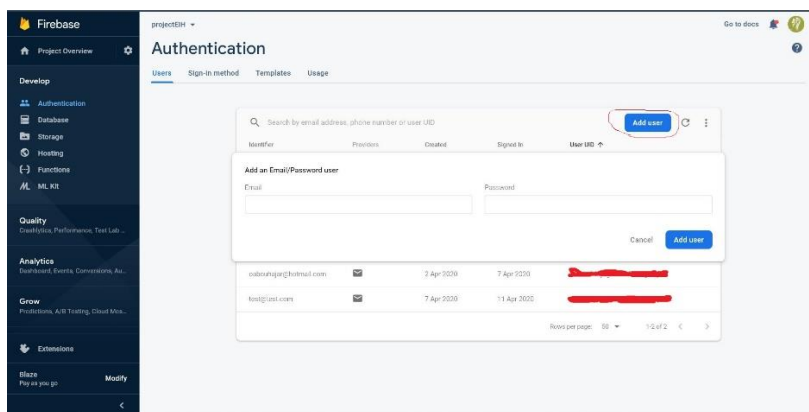 Firebase
projectEIH
Go to docs
Project Overview
Authentication
Users Sign-in method Templates Usage
Develop
Authentication
Database
Storage
Hosting
Functions
ML Kit
Search by email address, phone number or user UID
Add user
Identifier Providers Created Signed In User UID
Add an Email/Password user
Email Password
Cancel Add user
Quality
Crashlytics, Performance, Test Lab ...
Analytics
Dashboard, Events, Conversions, Au...
Grow
Predictions, A/B Testing, Cloud Mes...
Extensions
Blaze
Pay as you go
Modify
2 Apr 2020 7 Apr 2020
test@test.com 7 Apr 2020 11 Apr 2020
Rows per page: 50 1-2 of 2